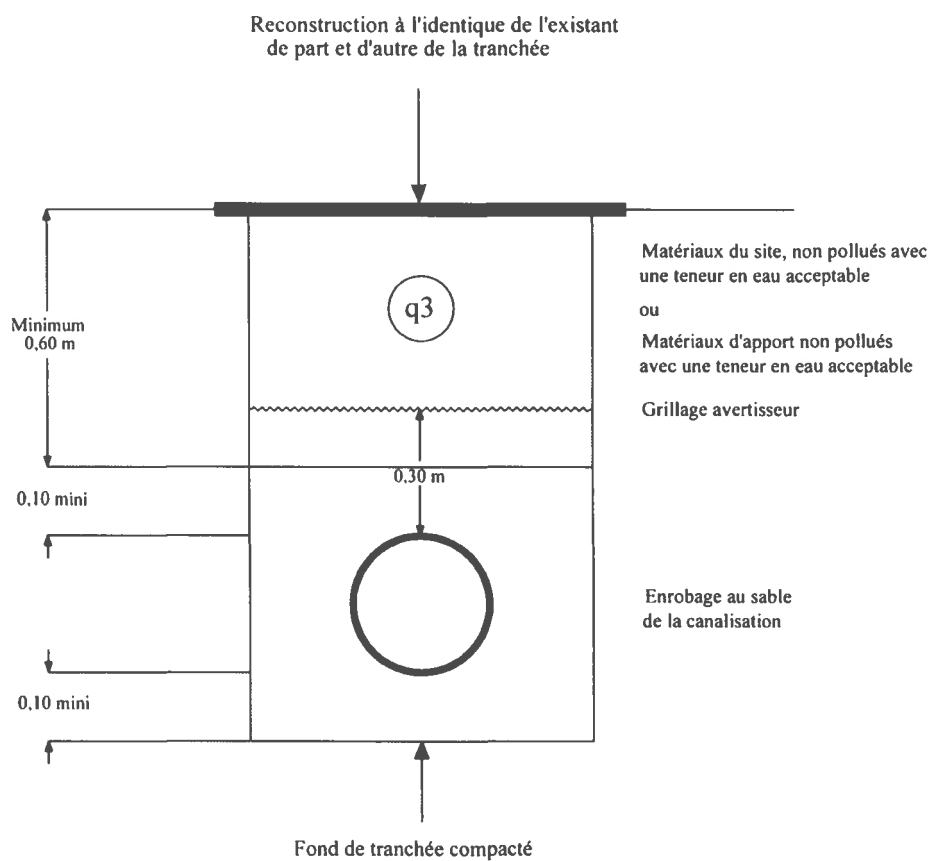 Reconstruction à l'identique de l'existant
de part et d'autre de la tranchée
Matériaux du site, non pollués avec
une teneur en eau acceptable
ou
Matériaux d'apport non pollués
avec une teneur en eau acceptable
q3
Minimum
0,60 m
Grillage avertisseur
0,30 m
0,10 mini
Enrobage au sable
de la canalisation
0,10 mini
Fond de tranchée compacté